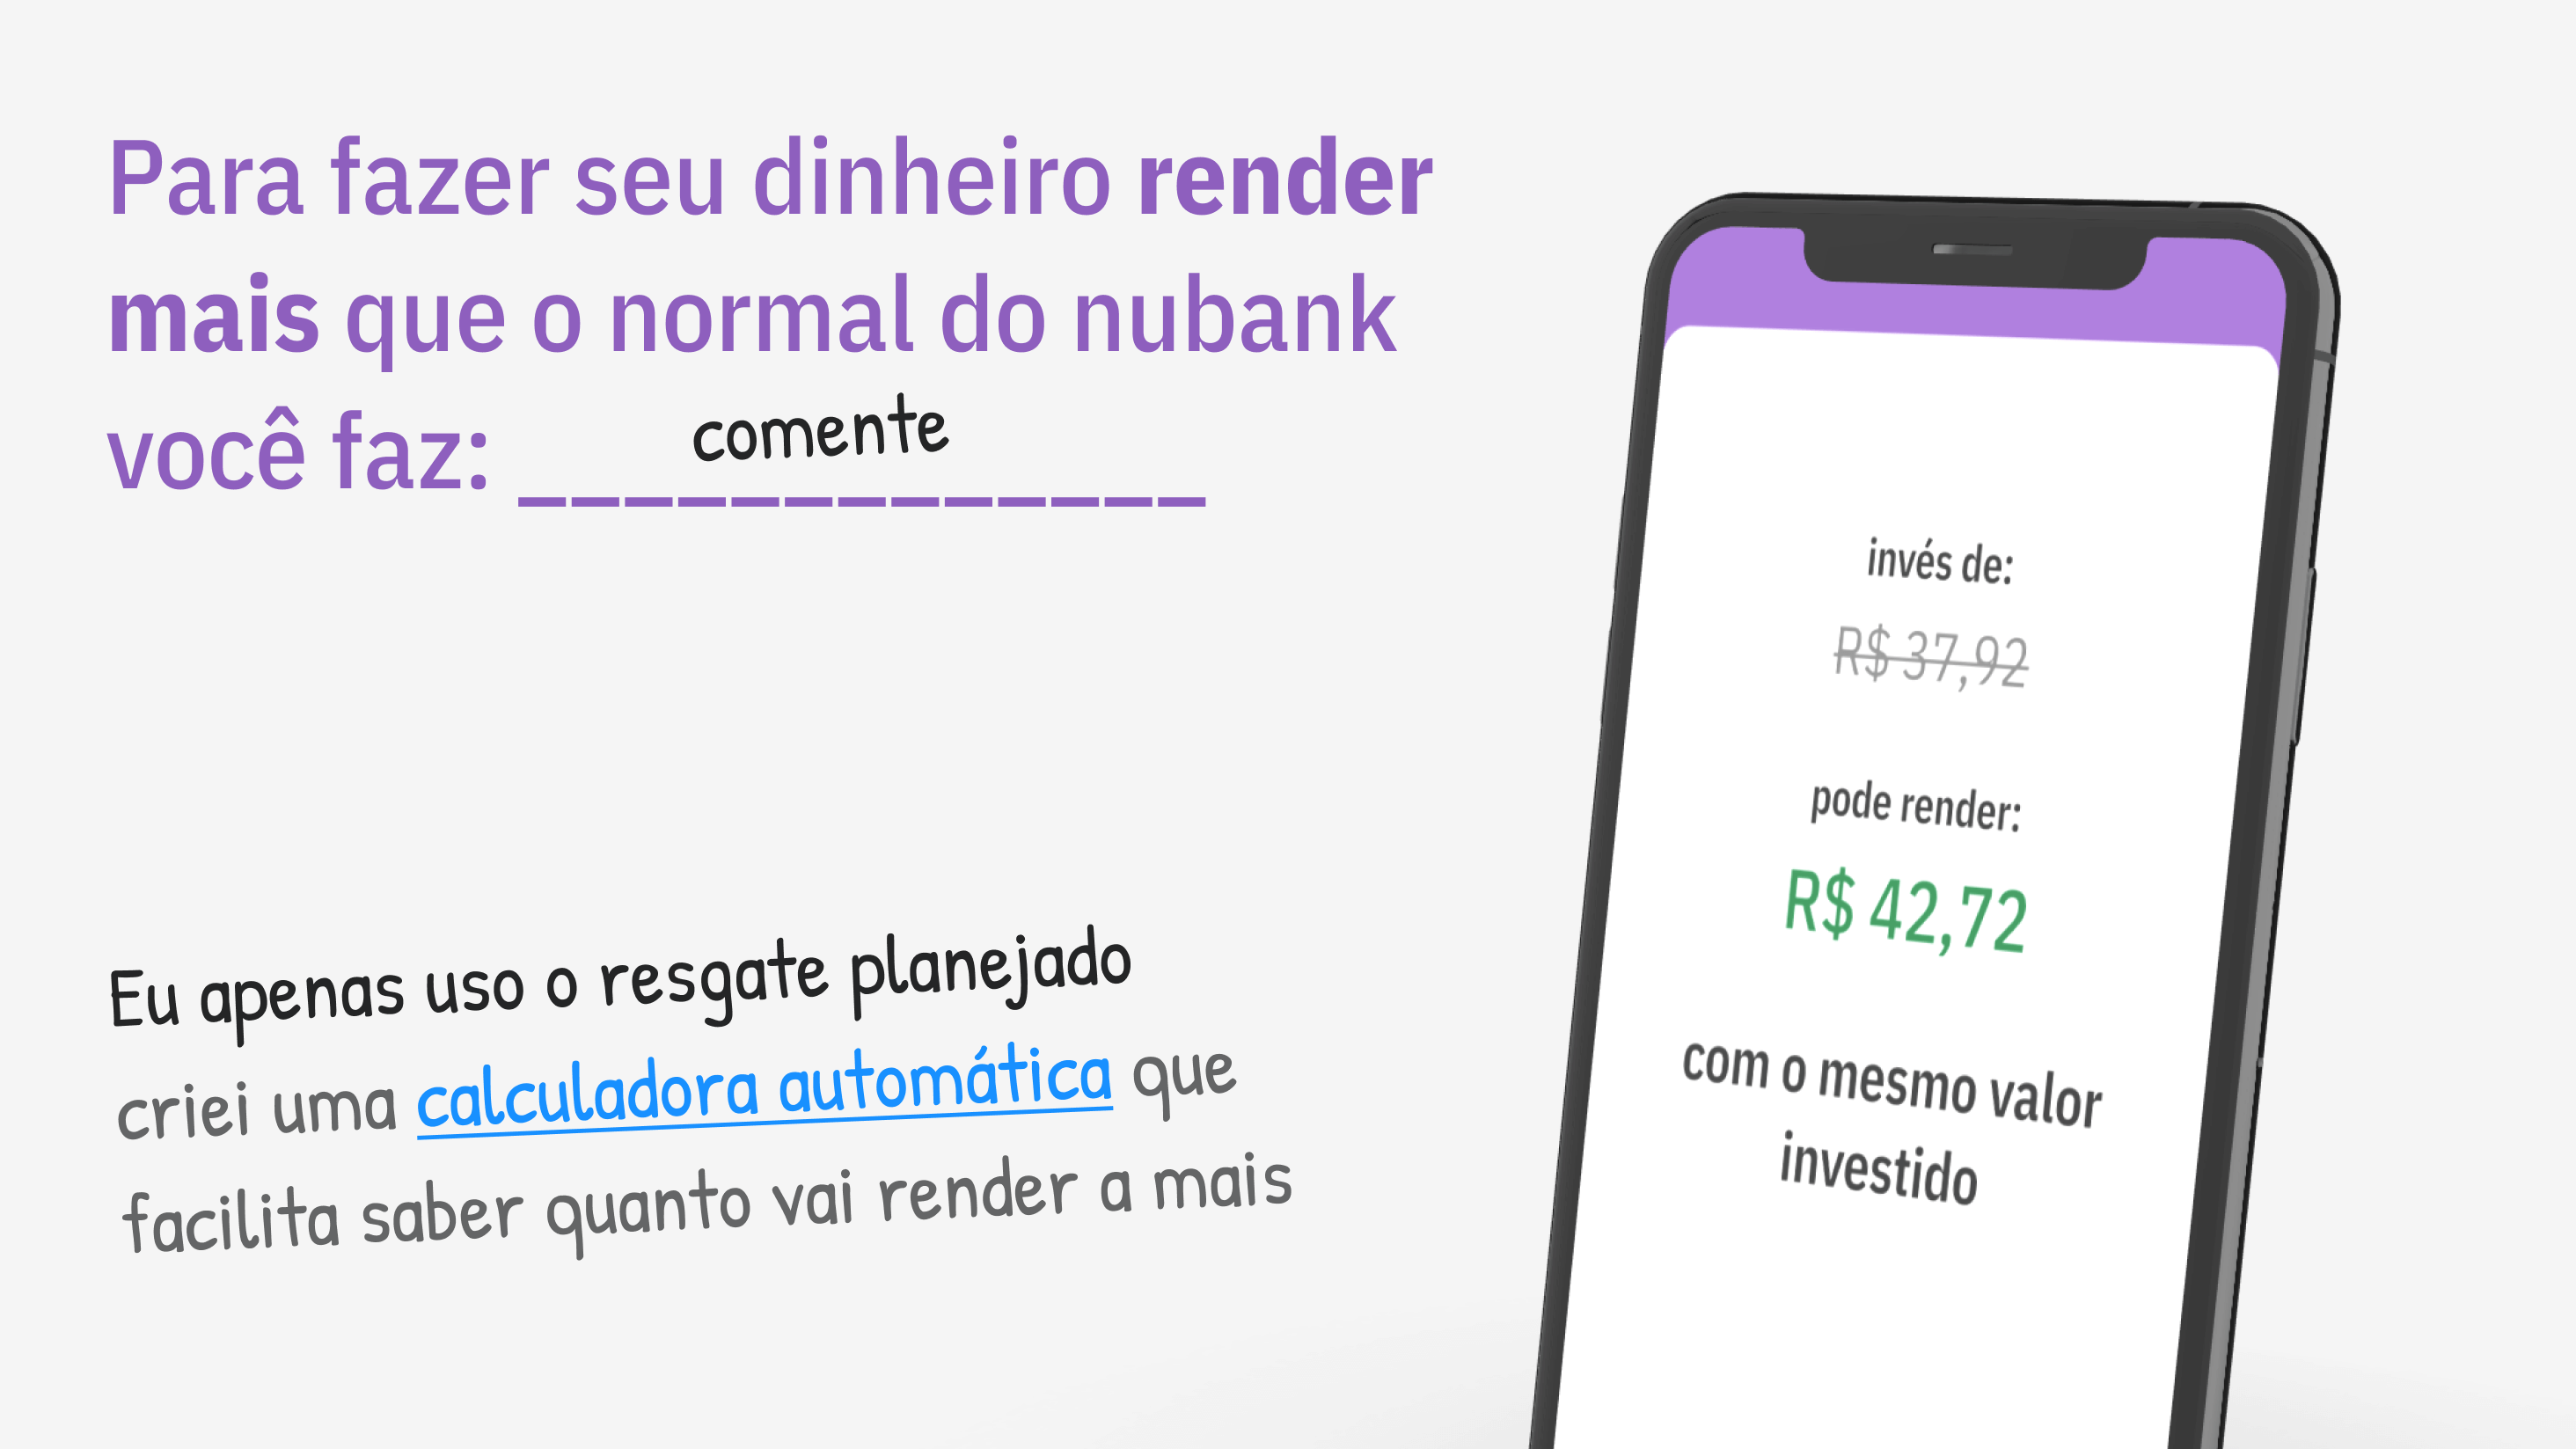 Para fazer seu dinheiro render
mais que o normal do nubank
comente
você faz: _____________
Eu apenas uso o resgate planejado
criei uma calculadora automática que
facilita saber quanto vai render a mais
invés de:
R$ 37,92
pode render:
R$ 42,72
com o mesmo valor
investido